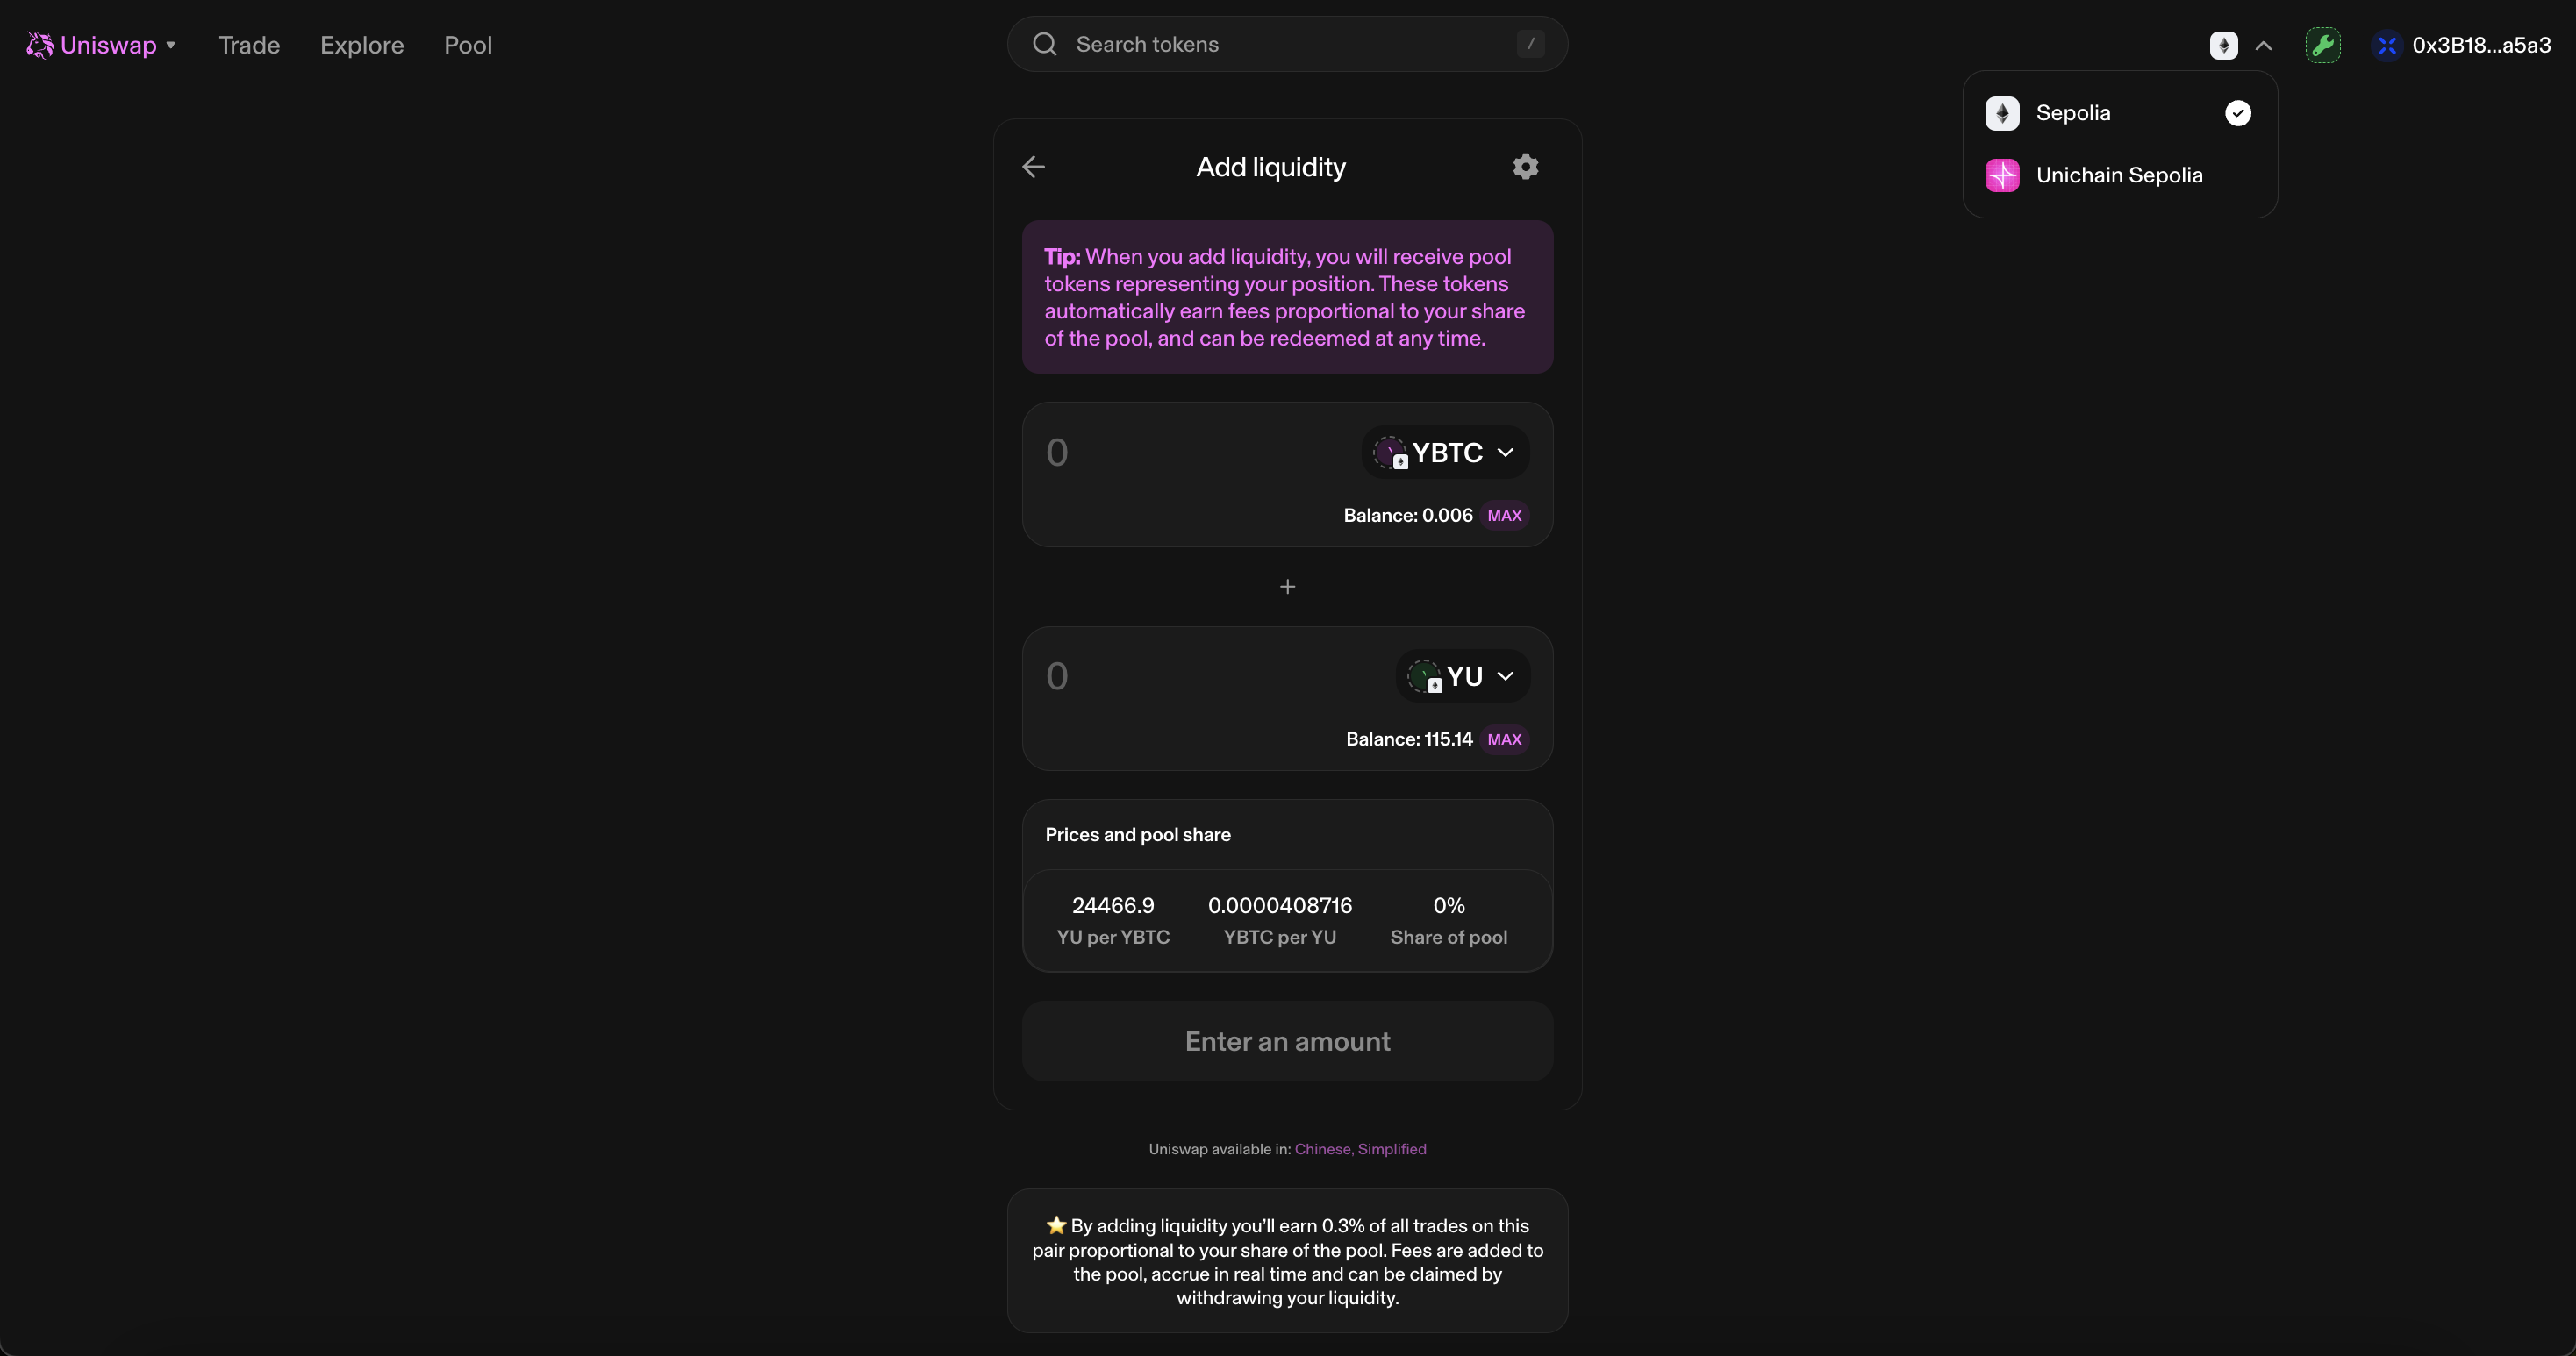 Uniswap
Trade
Explore
Pool
Search tokens
/
0x3B18...a5a3
Sepolia
Unichain Sepolia
Add liquidity
Tip: When you add liquidity, you will receive pool
tokens representing your position. These tokens
automatically earn fees proportional to your share
of the pool, and can be redeemed at any time.
0
YBTC
Balance: 0.006 MAX
+
0
YU
Balance: 115.14 MAX
Prices and pool share
24466.9 0.0000408716 0%
YU per YBTC YBTC per YU Share of pool
Enter an amount
Uniswap available in: Chinese, Simplified
⭐ By adding liquidity you’ll earn 0.3% of all trades on this
pair proportional to your share of the pool. Fees are added to
the pool, accrue in real time and can be claimed by
withdrawing your liquidity.